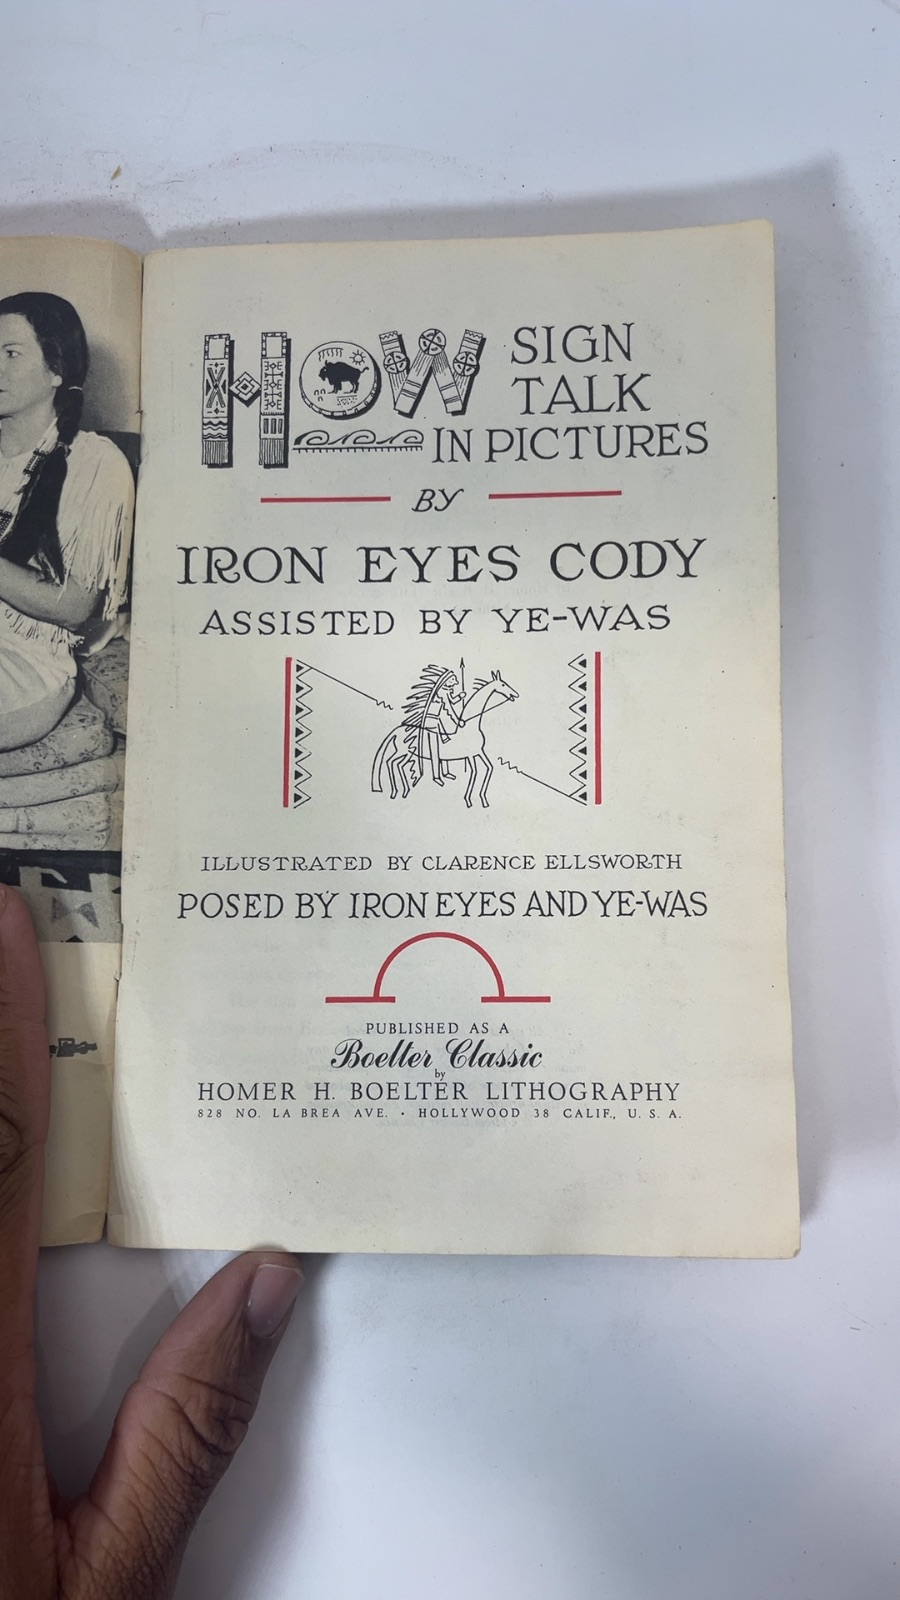 HOW SIGN
TALK
IN PICTURES
BY
IRON EYES CODY
ASSISTED BY YE-WAS
ILLUSTRATED BY CLARENCE ELLSWORTH
POSED BY IRON EYES AND YE-WAS
PUBLISHED AS A
Boelter Classic
by
HOMER H. BOELTER LITHOGRAPHY
828 NO. LA BREA AVE. • HOLLYWOOD 38 CALIF., U. S. A.